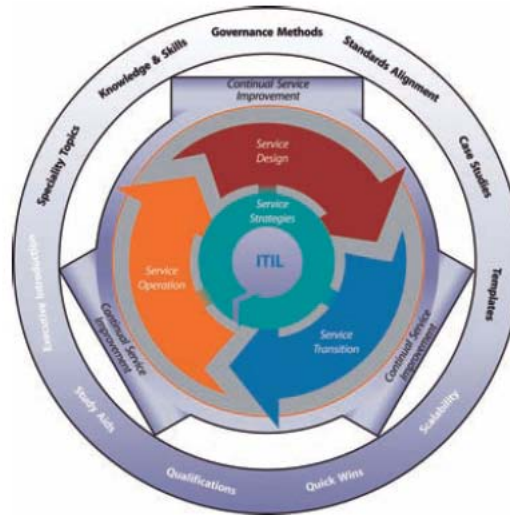 Governance Methods
Knowledge & Skills
Standards Alignment
Speciality Topics
Case Studies
Executive Introduction
Templates
Study Aids
Scalability
Qualifications
Quick Wins
Continual Service
Improvement
Service
Design
Service
Strategies
ITIL
Service
Operation
Service
Transition
Continual Service
Improvement
Continual Service
Improvement